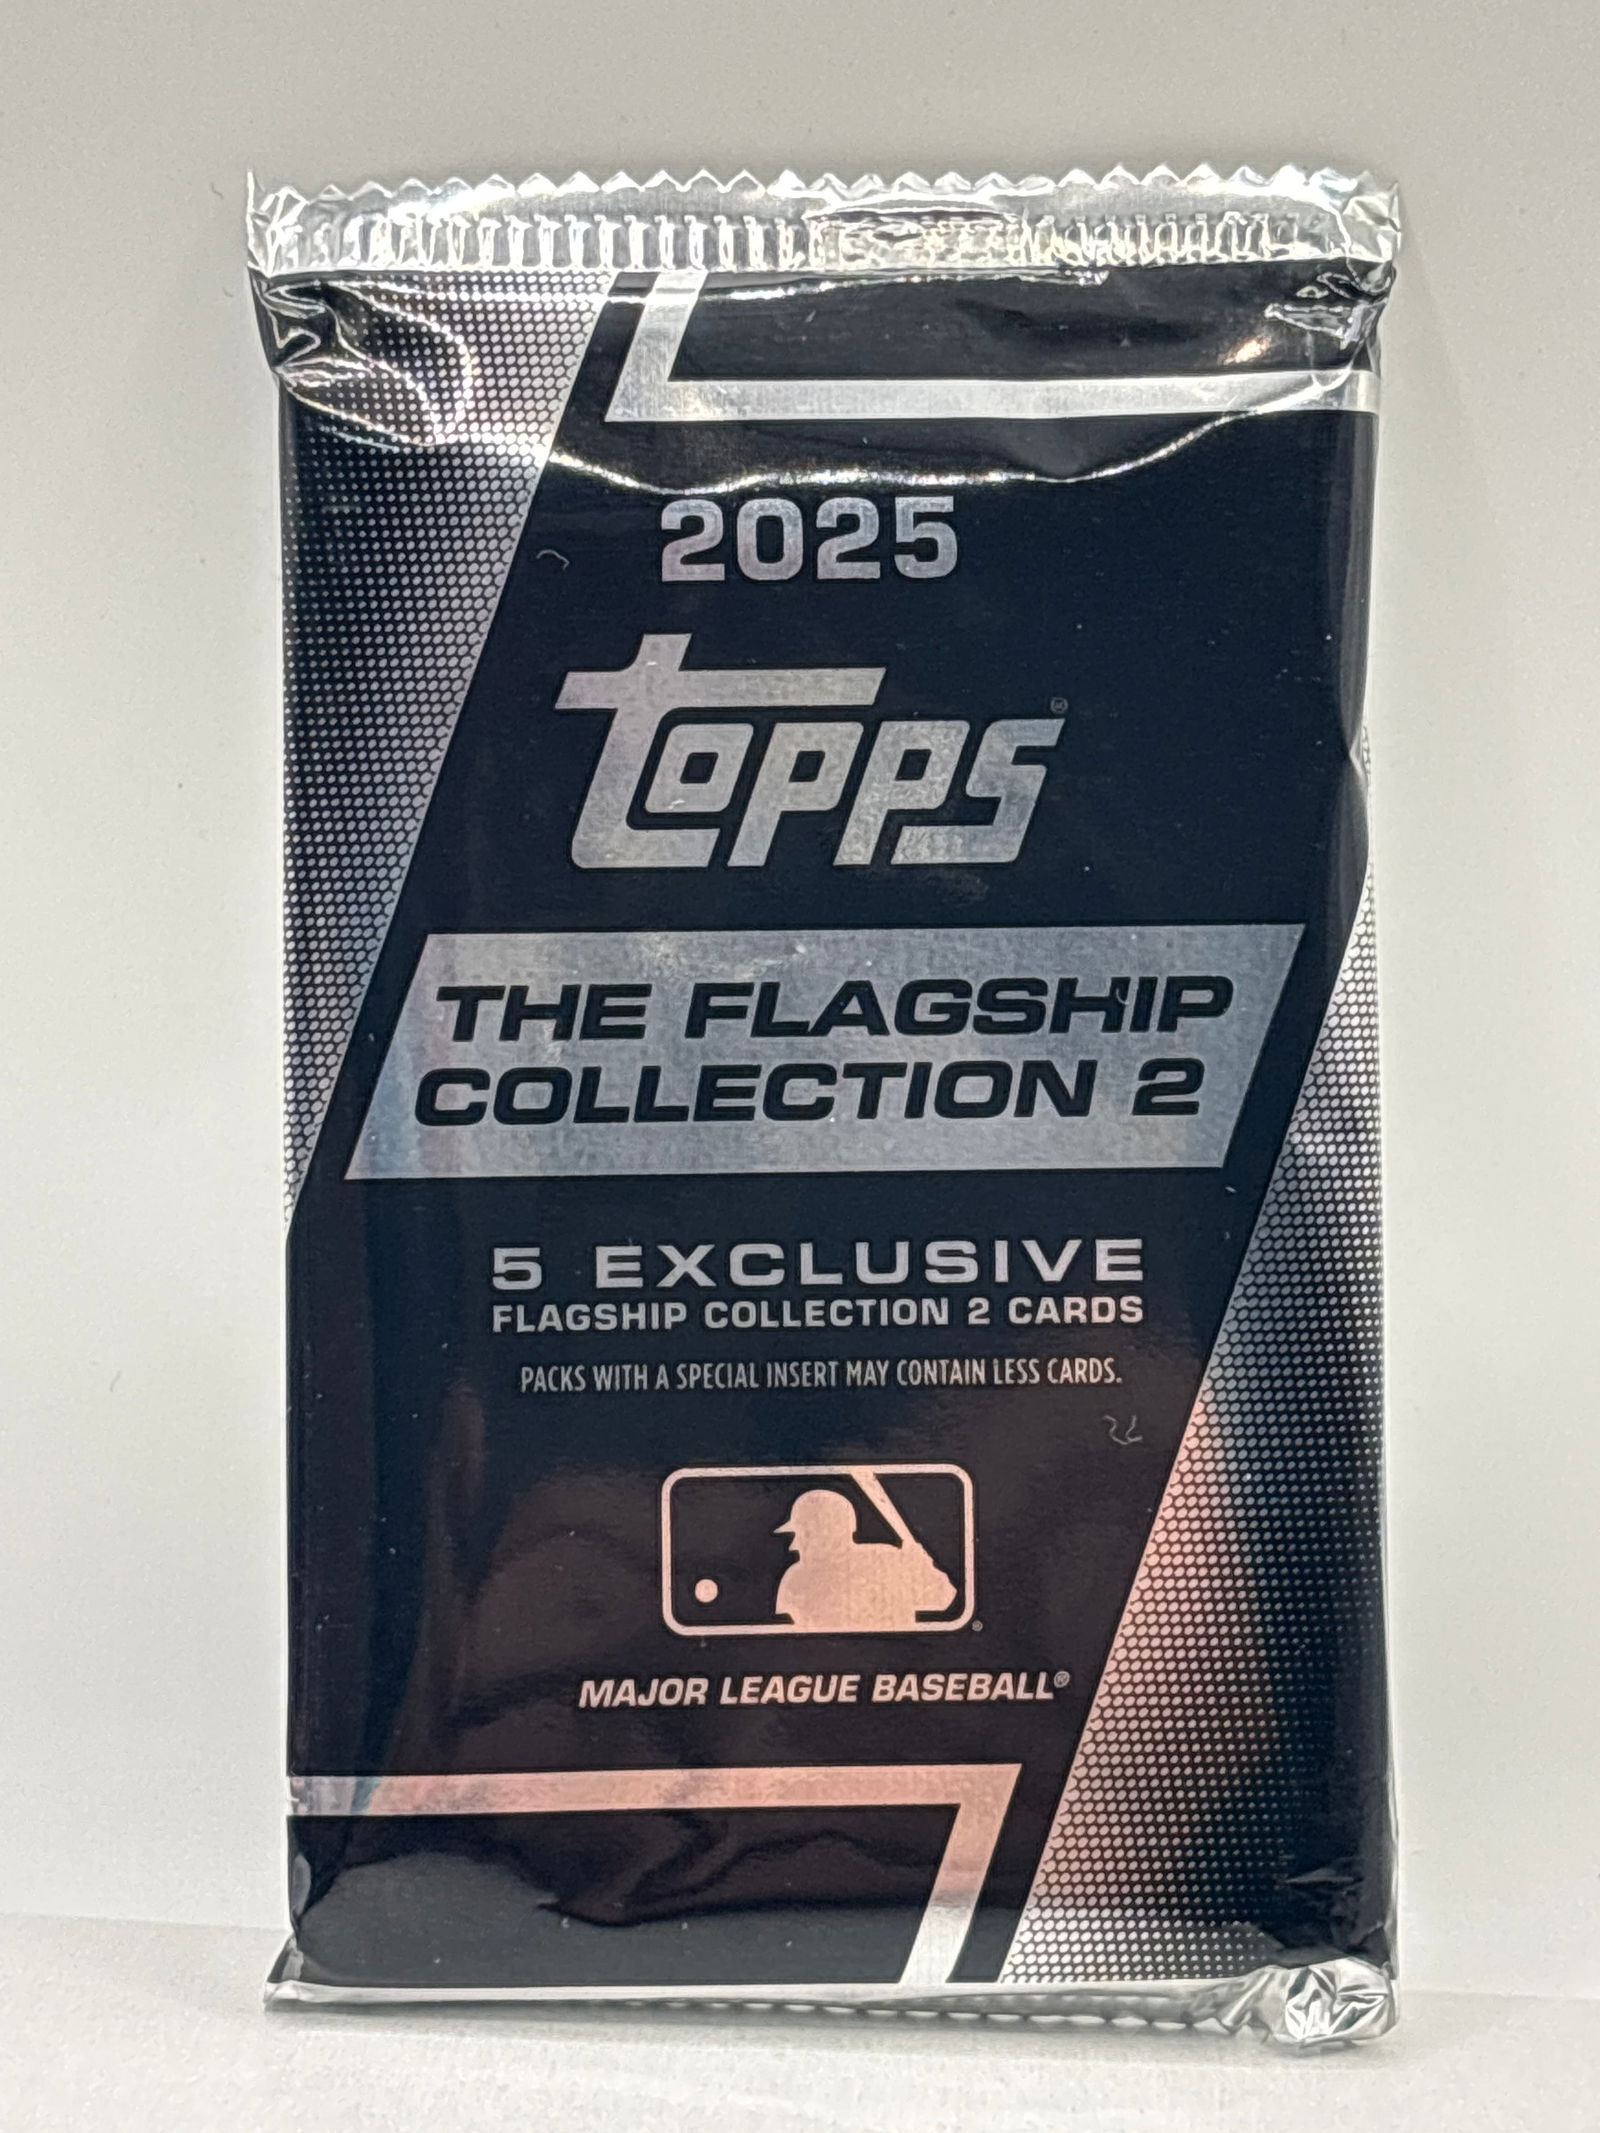 2025
topps®
THE FLAGSHIP
COLLECTION 2
5 EXCLUSIVE
FLAGSHIP COLLECTION 2 CARDS
PACKS WITH A SPECIAL INSERT MAY CONTAIN LESS CARDS.
MAJOR LEAGUE BASEBALL®